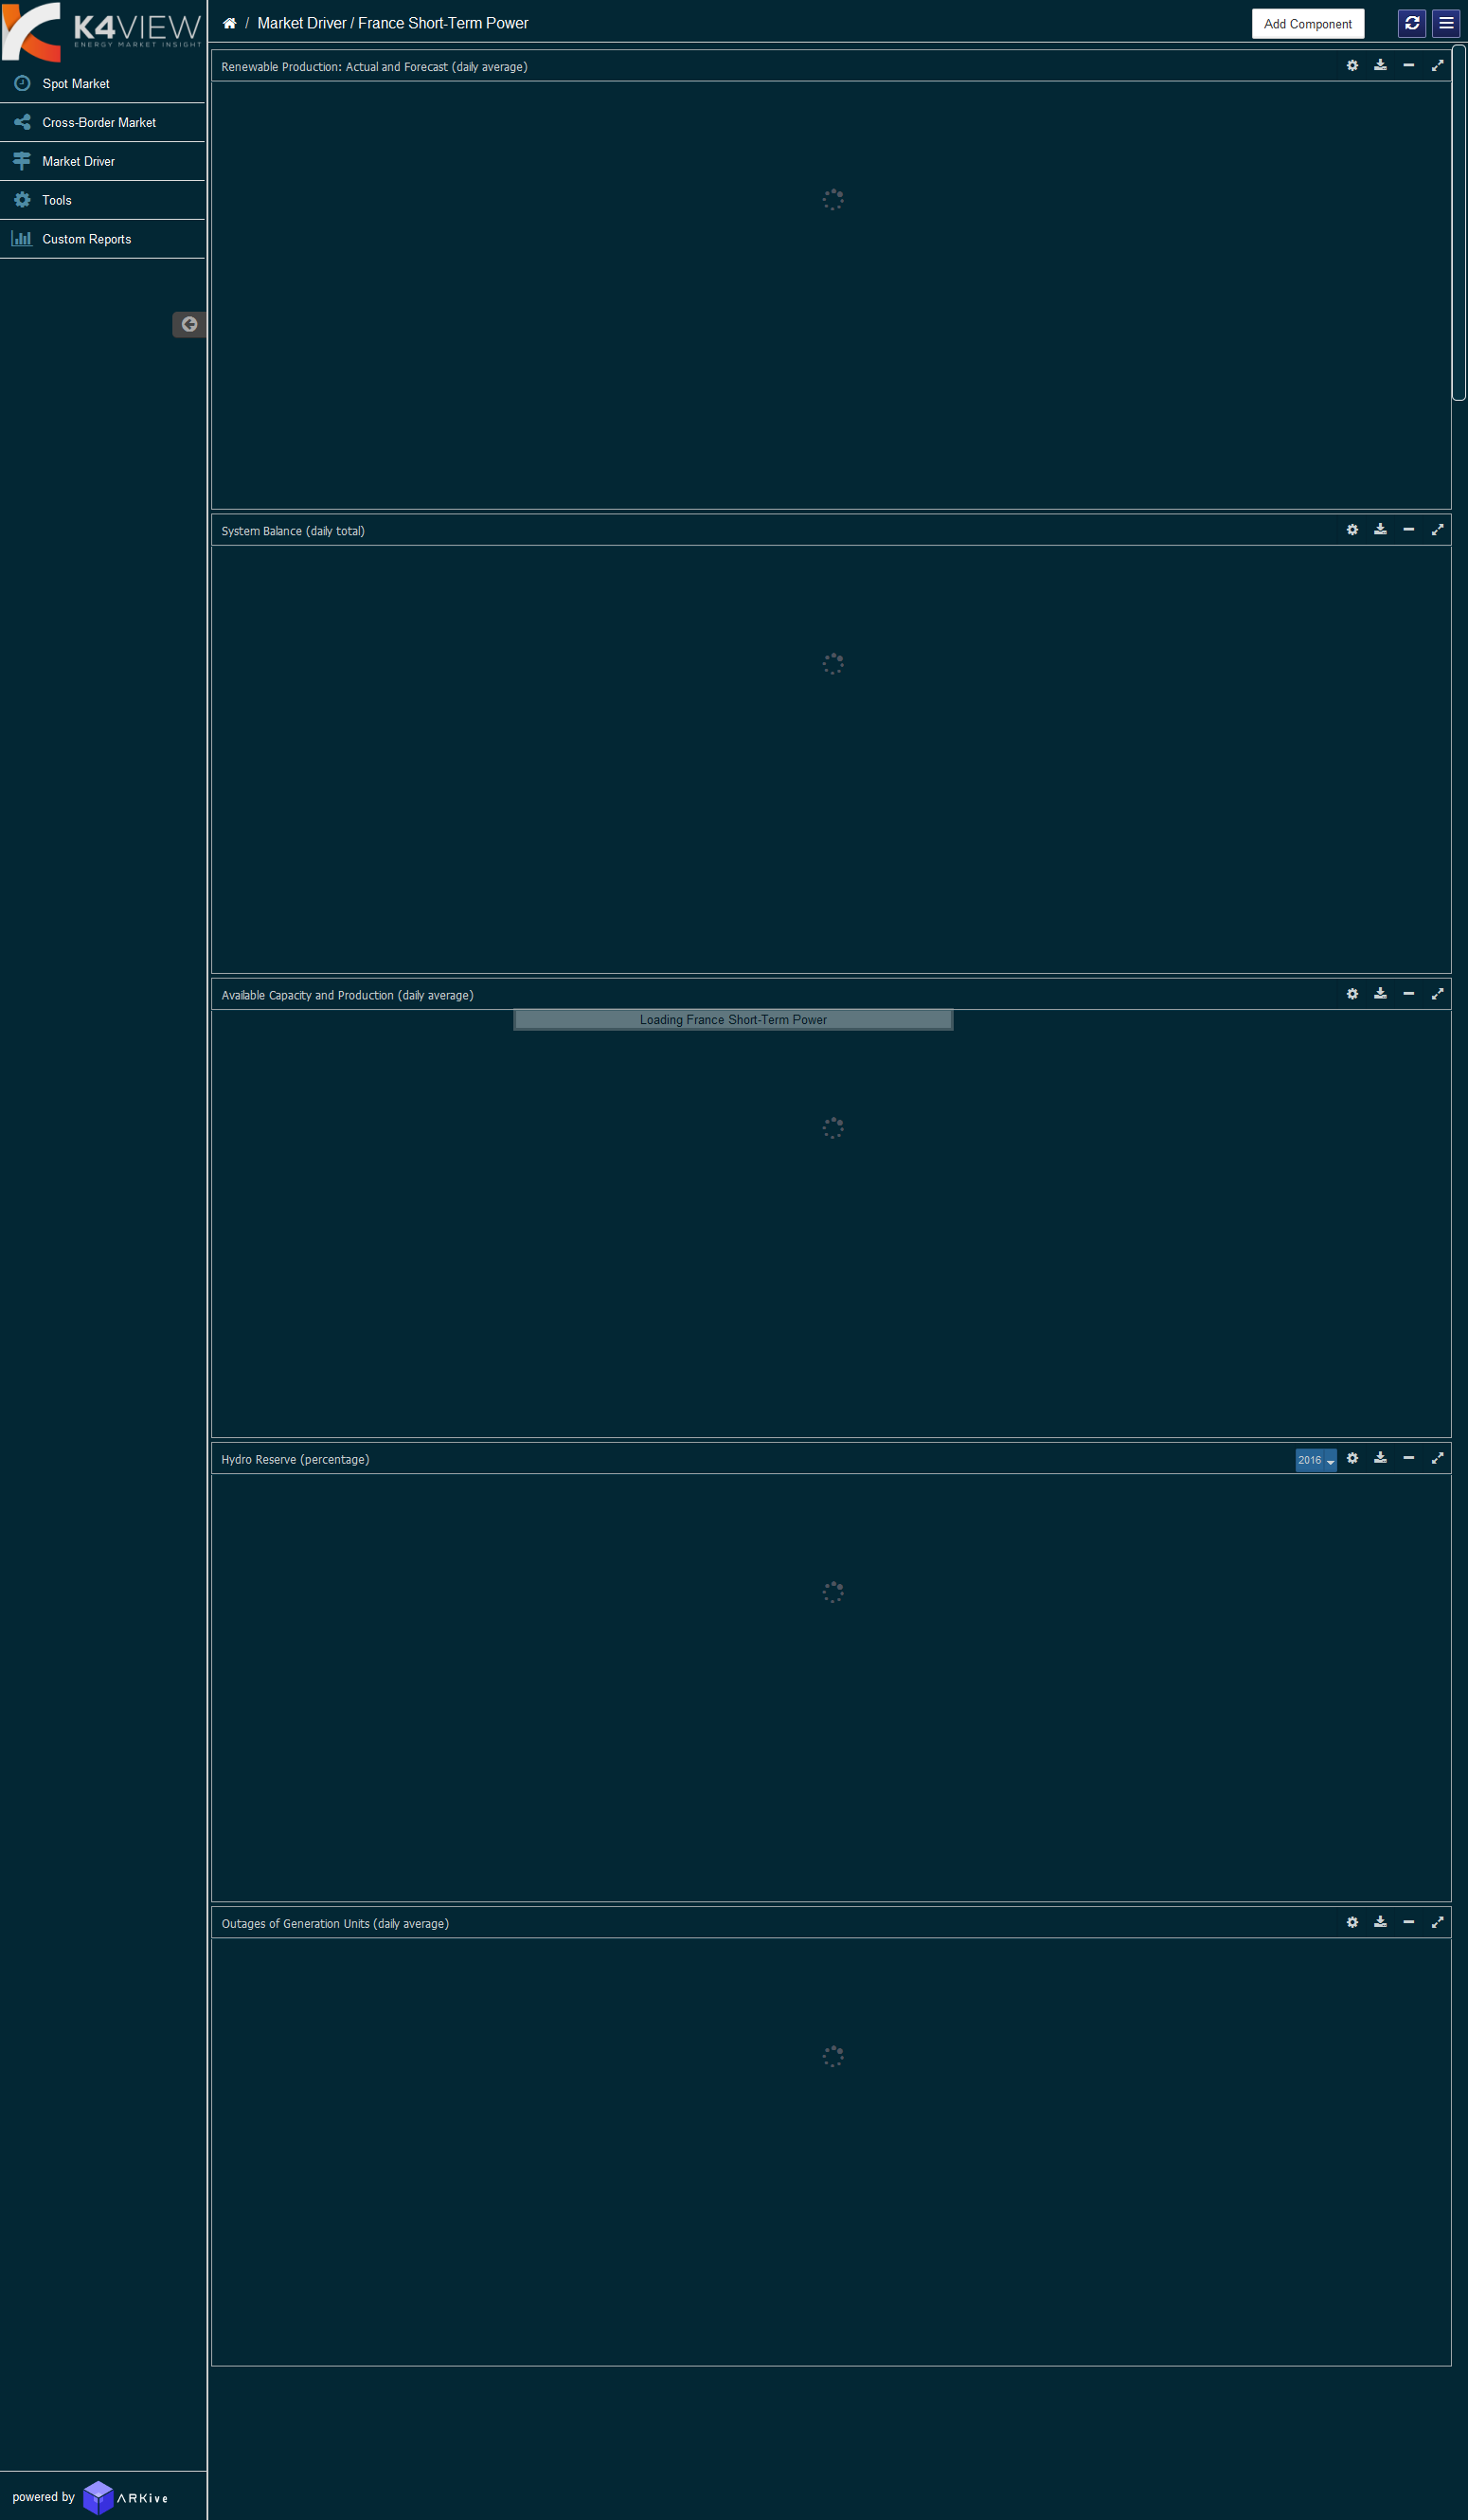 K4VIEW
ENERGY MARKET INSIGHT
Spot Market
Cross-Border Market
Market Driver
Tools
Custom Reports
/ Market Driver / France Short-Term Power
Add Component
Renewable Production: Actual and Forecast (daily average)
System Balance (daily total)
Available Capacity and Production (daily average)
Loading France Short-Term Power
Hydro Reserve (percentage)
2016
Outages of Generation Units (daily average)
powered by ARKive